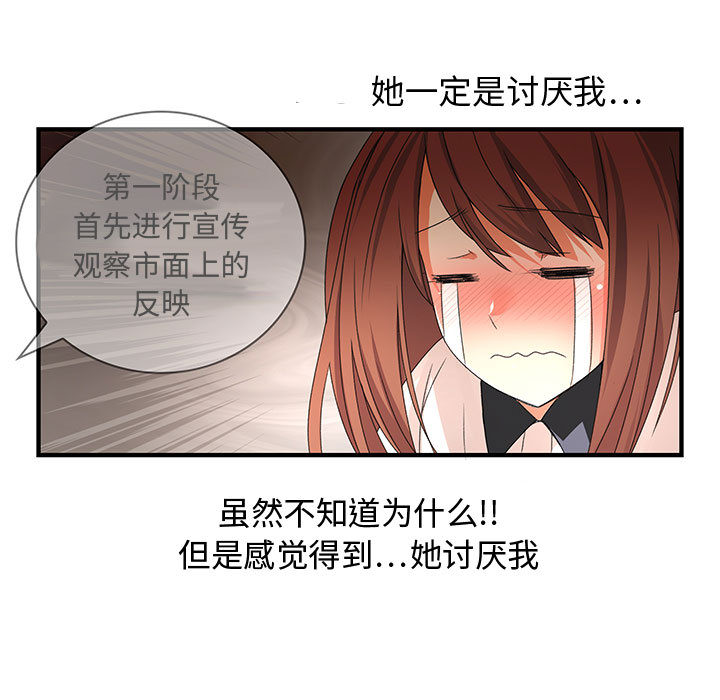 她一定是讨厌我...
第一阶段
首先进行宣传
观察市面上的
反映
虽然不知道为什么!!
但是感觉得到...她讨厌我